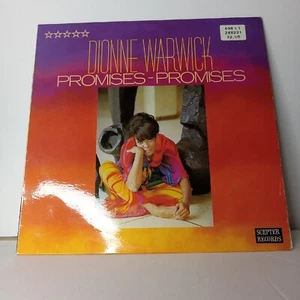 DIONNE WARWICK
PROMISES-PROMISES
SCEPTER
RECORDS